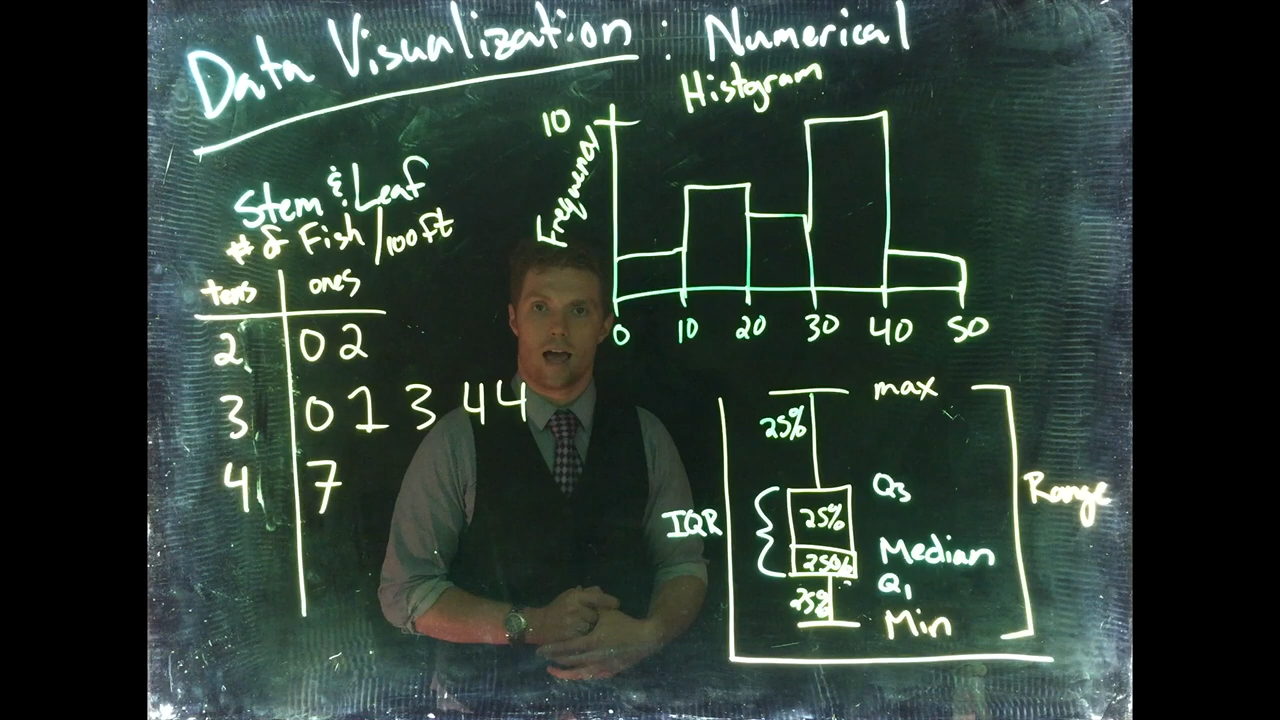 Data Visualization : Numerical
Stem & Leaf
# of Fish / 100 ft
tens ones
2 0 2
3 0 1 3 4 4
4 7
Histogram
10
Frequency
0 10 20 30 40 50
max
25%
Q3
25%
IQR
Range
Median
25%
Q1
25%
Min